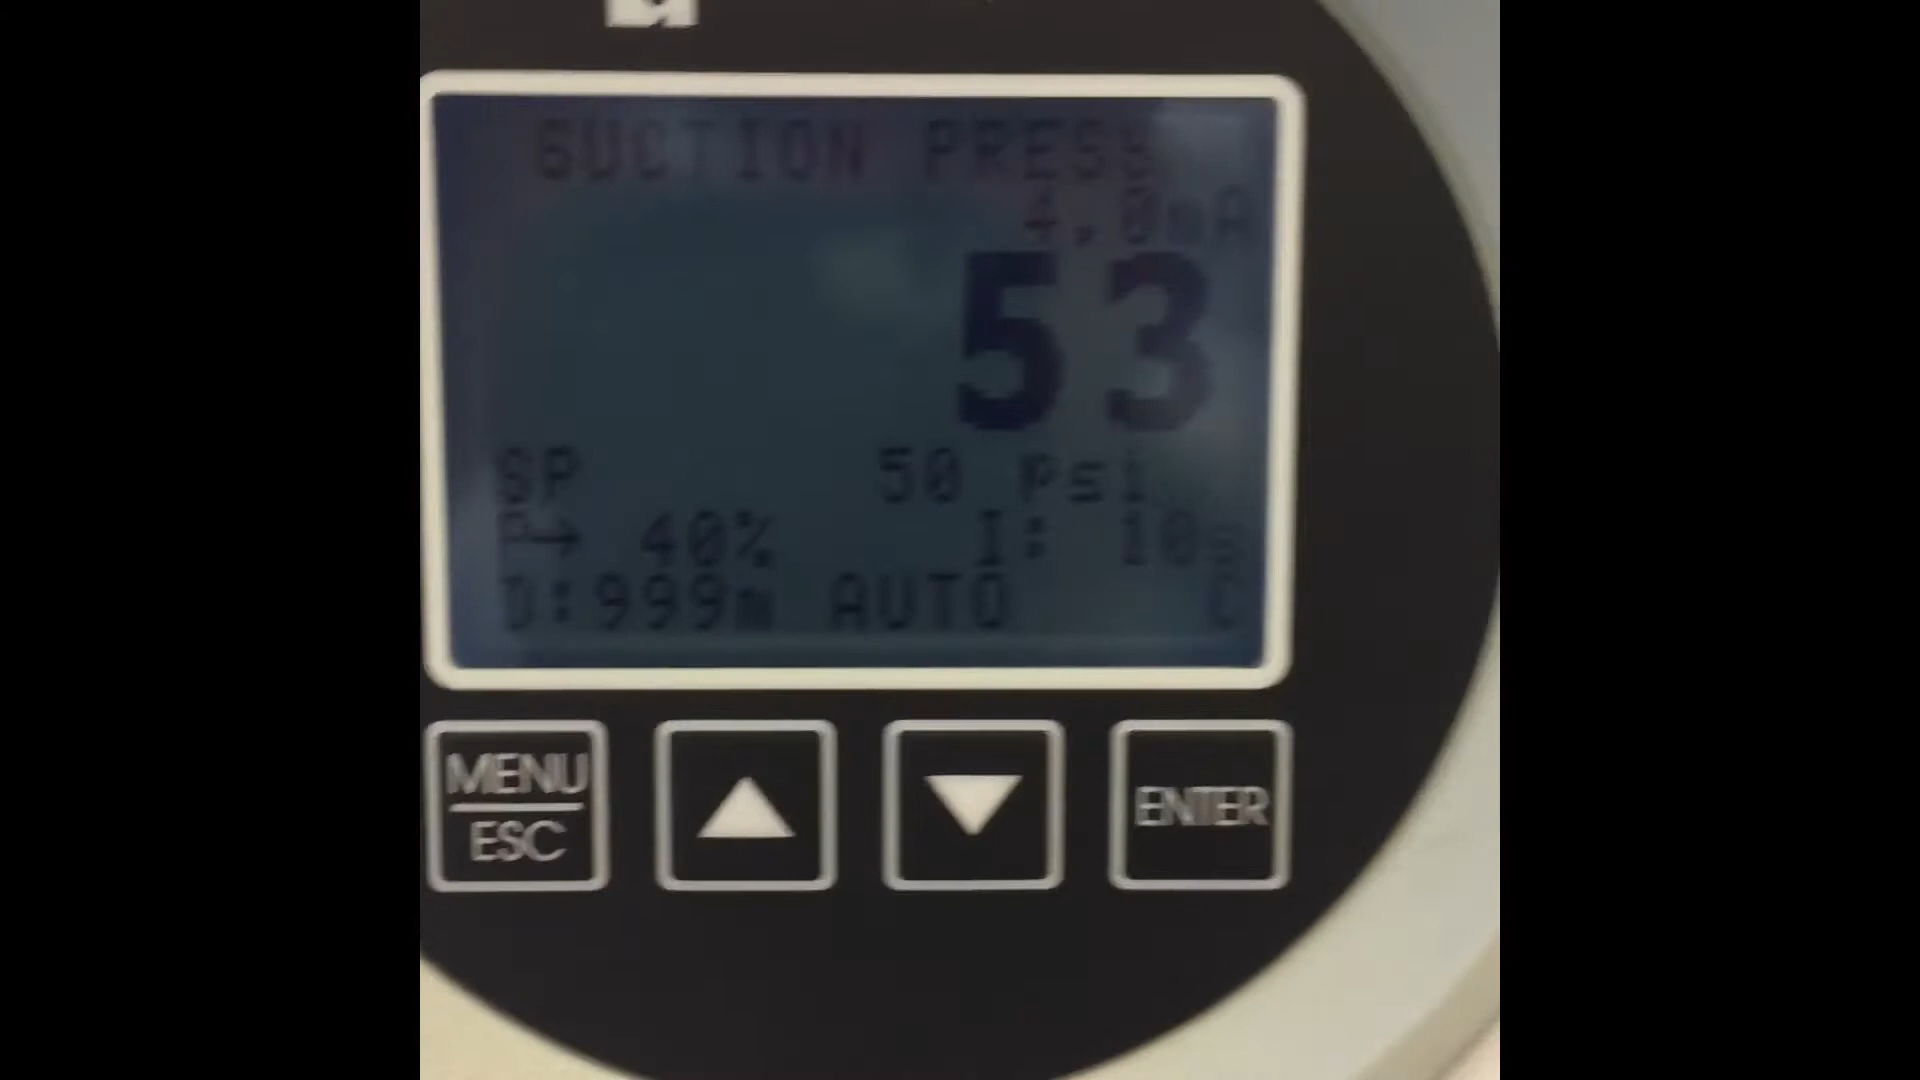 SUCTION PRESS
4.0mA
53
SP 50 psi
P→ 40% I: 10s
D:999m AUTO C
MENU
ESC
ENTER